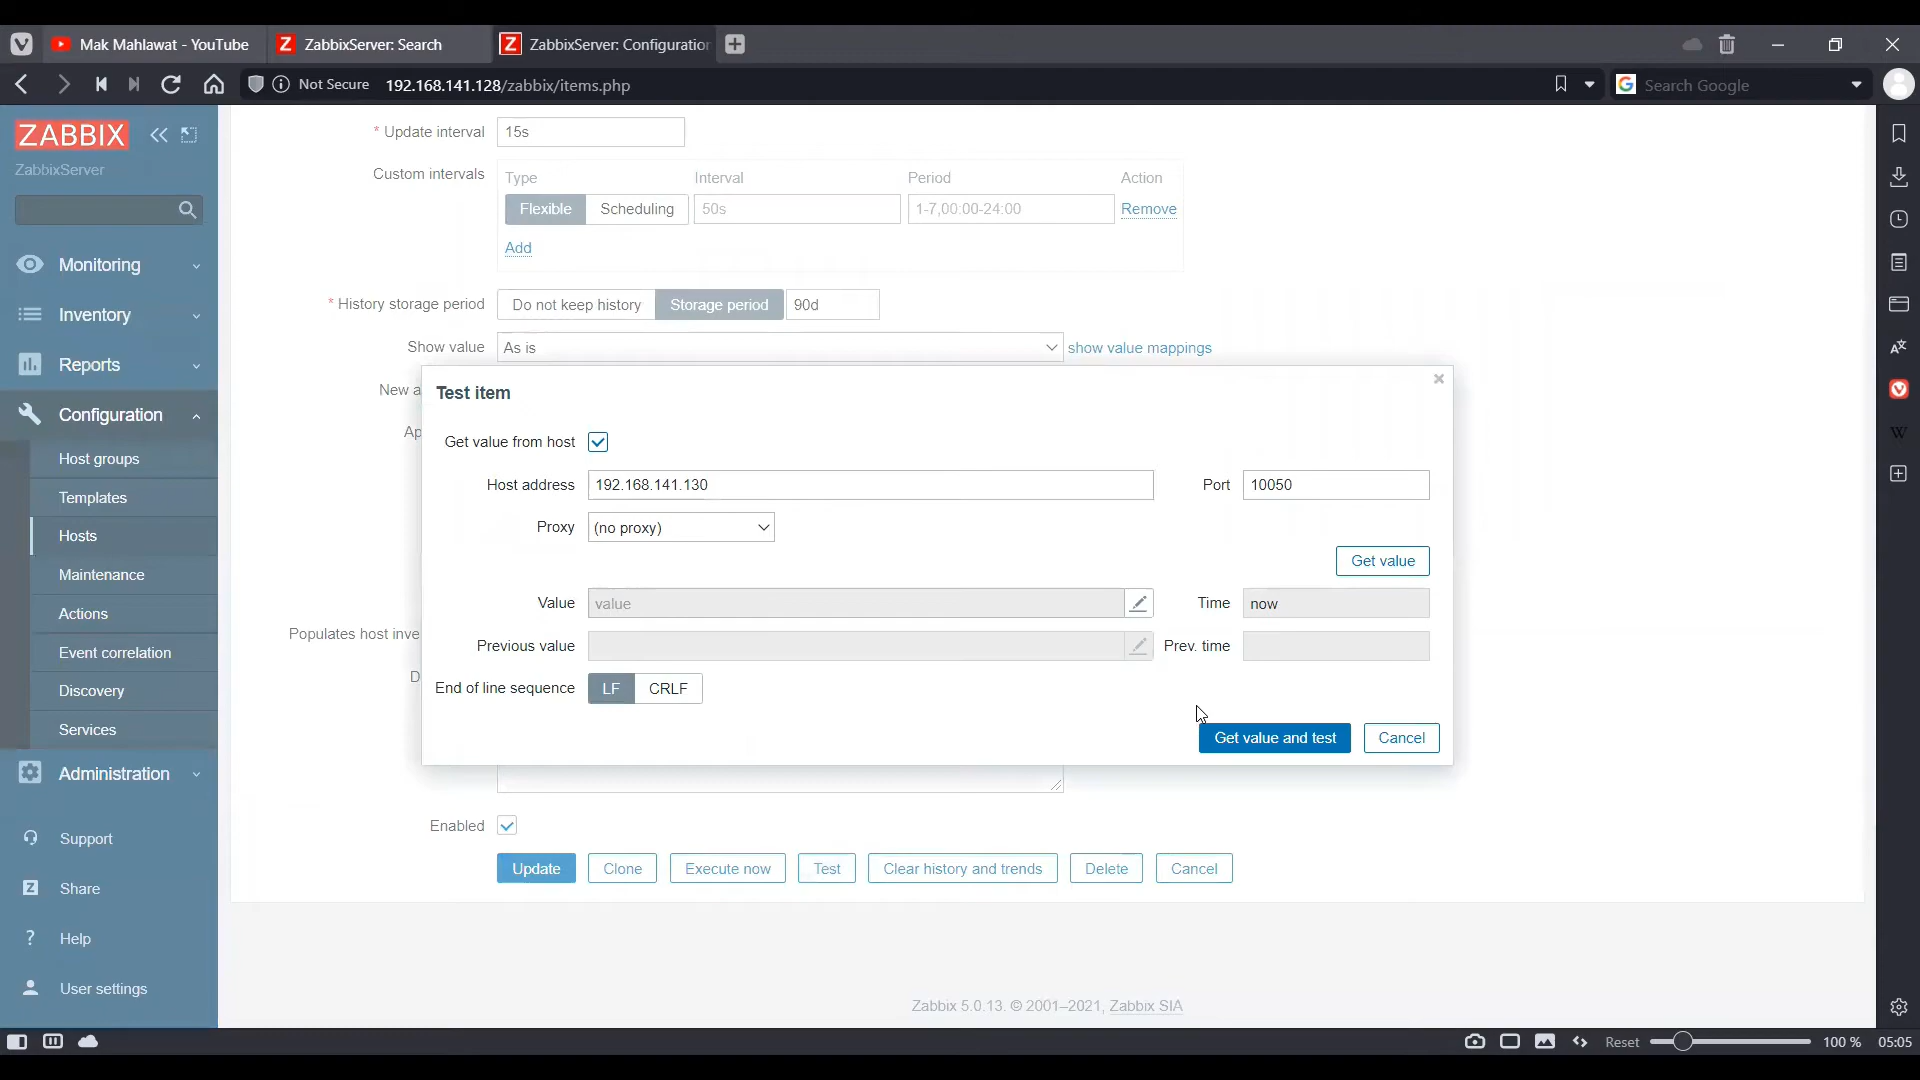 Mak Mahlawat - YouTube
ZabbixServer: Search
ZabbixServer: Configuration
Not Secure 192.168.141.128/zabbix/items.php
Search Google
ZABBIX
ZabbixServer
Monitoring
Inventory
Reports
Configuration
Host groups
Templates
Hosts
Maintenance
Actions
Event correlation
Discovery
Services
Administration
Support
Share
Help
User settings
* Update interval 15s
Custom intervals Type Interval Period Action
Flexible Scheduling 50s 1-7,00:00-24:00 Remove
Add
* History storage period Do not keep history Storage period 90d
Show value As is show value mappings
New a
Ap
Populates host inve
D
Test item
Get value from host
Host address 192.168.141.130 Port 10050
Proxy (no proxy)
Get value
Value value Time now
Previous value Prev. time
End of line sequence LF CRLF
Get value and test Cancel
Enabled
Update Clone Execute now Test Clear history and trends Delete Cancel
Zabbix 5.0.13. © 2001–2021, Zabbix SIA
Reset 100 % 05:05